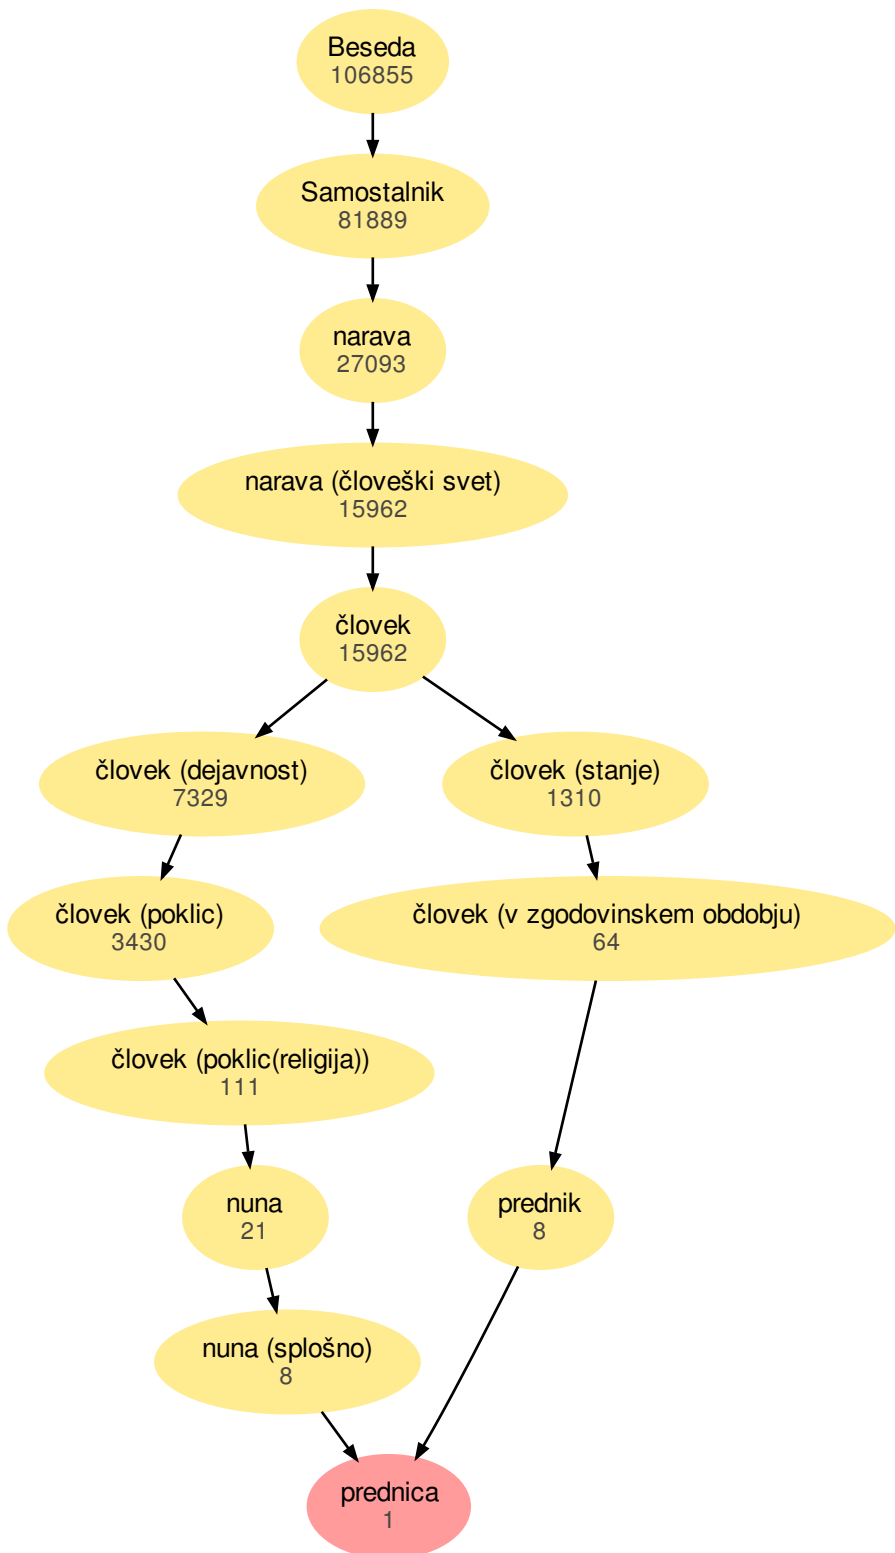 Beseda
106855
Samostalnik
81889
narava
27093
narava (človeški svet)
15962
človek
15962
človek (dejavnost)
7329
človek (stanje)
1310
človek (poklic)
3430
človek (v zgodovinskem obdobju)
64
človek (poklic(religija))
111
nuna
21
prednik
8
nuna (splošno)
8
prednica
1